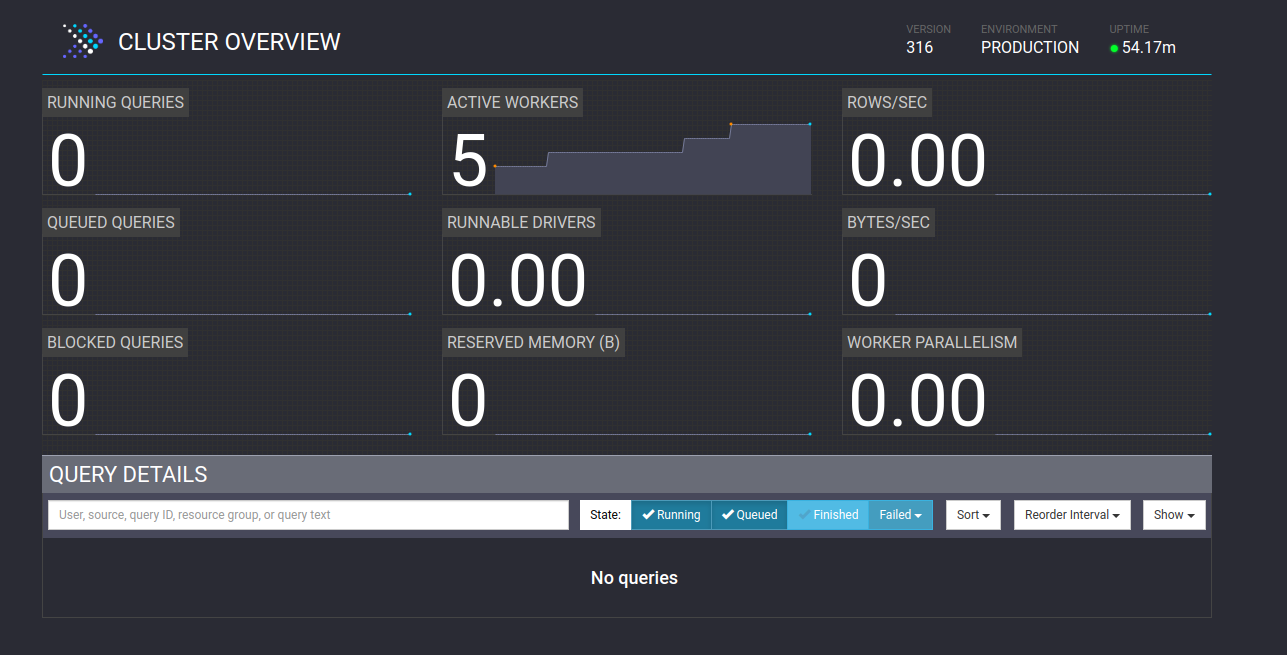 CLUSTER OVERVIEW
VERSION
316
ENVIRONMENT
PRODUCTION
UPTIME
54.17m
RUNNING QUERIES
0
ACTIVE WORKERS
5
ROWS/SEC
0.00
QUEUED QUERIES
0
RUNNABLE DRIVERS
0.00
BYTES/SEC
0
BLOCKED QUERIES
0
RESERVED MEMORY (B)
0
WORKER PARALLELISM
0.00
QUERY DETAILS
User, source, query ID, resource group, or query text
State: Running Queued Finished Failed
Sort
Reorder Interval
Show
No queries